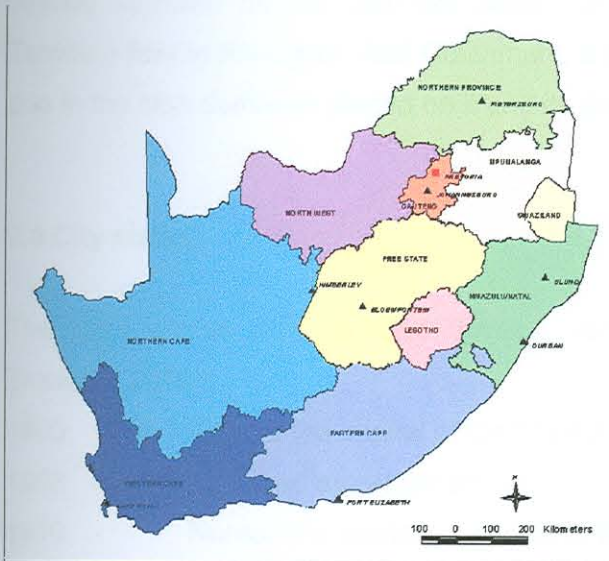 NORTHERN PROVINCE
PIETERSBURG
MPUMALANGA
PRETORIA
JOHANNESBURG
GAUTENG
NORTH WEST
SWAZILAND
FREE STATE
ULUNDI
KIMBERLEY
KWAZULU/NATAL
BLOEMFONTEIN
LESOTHO
NORTHERN CAPE
DURBAN
EASTERN CAPE
WESTERN CAPE
PORT ELIZABETH
N
100 0 100 200 Kilometers